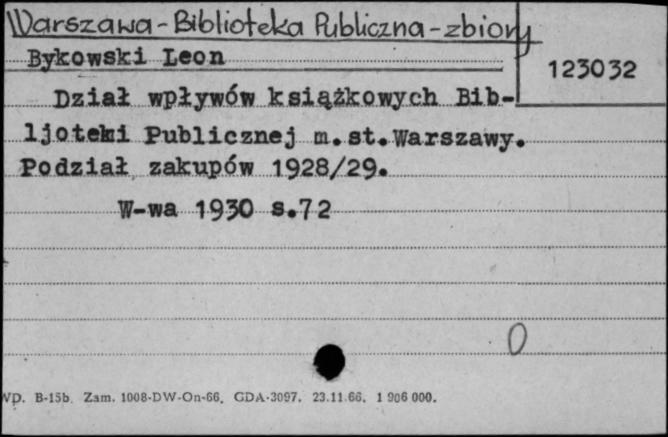 Warszawa - Biblioteka Publiczna - zbiory
Bykowski Leon
123032
Dział wpływów książkowych Bib-
ljoteki Publicznej m.st.Warszawy.
Podział zakupów 1928/29.
W-wa 1930 s.72
0
WD. B-15b. Zam. 1008-DW-On-66. GDA-3097. 23.11.66. 1 906 000.